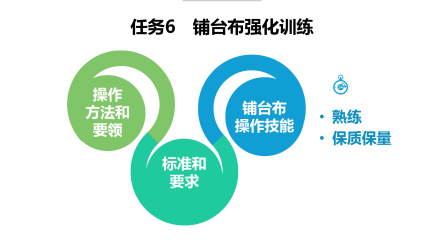 任务6　铺台布强化训练
操作
方法和
要领
标准和
要求
铺台布
操作技能
• 熟练
• 保质保量